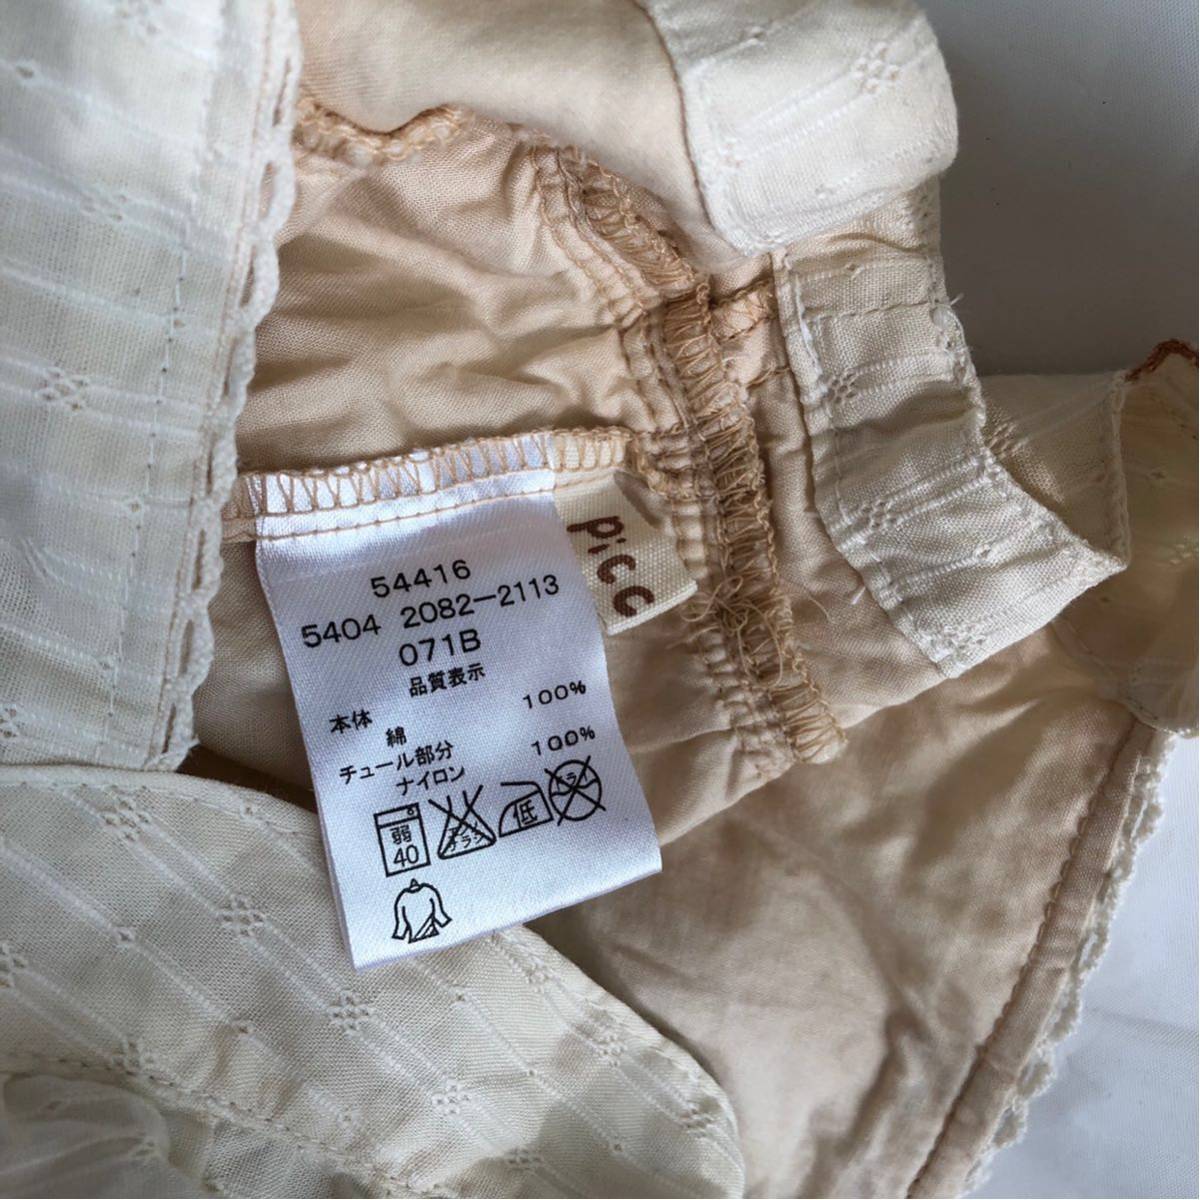 54416
5404 2082-2113
071B
品質表示
本体
綿 100%
チュール部分
ナイロン 100%
弱
40
低
picc